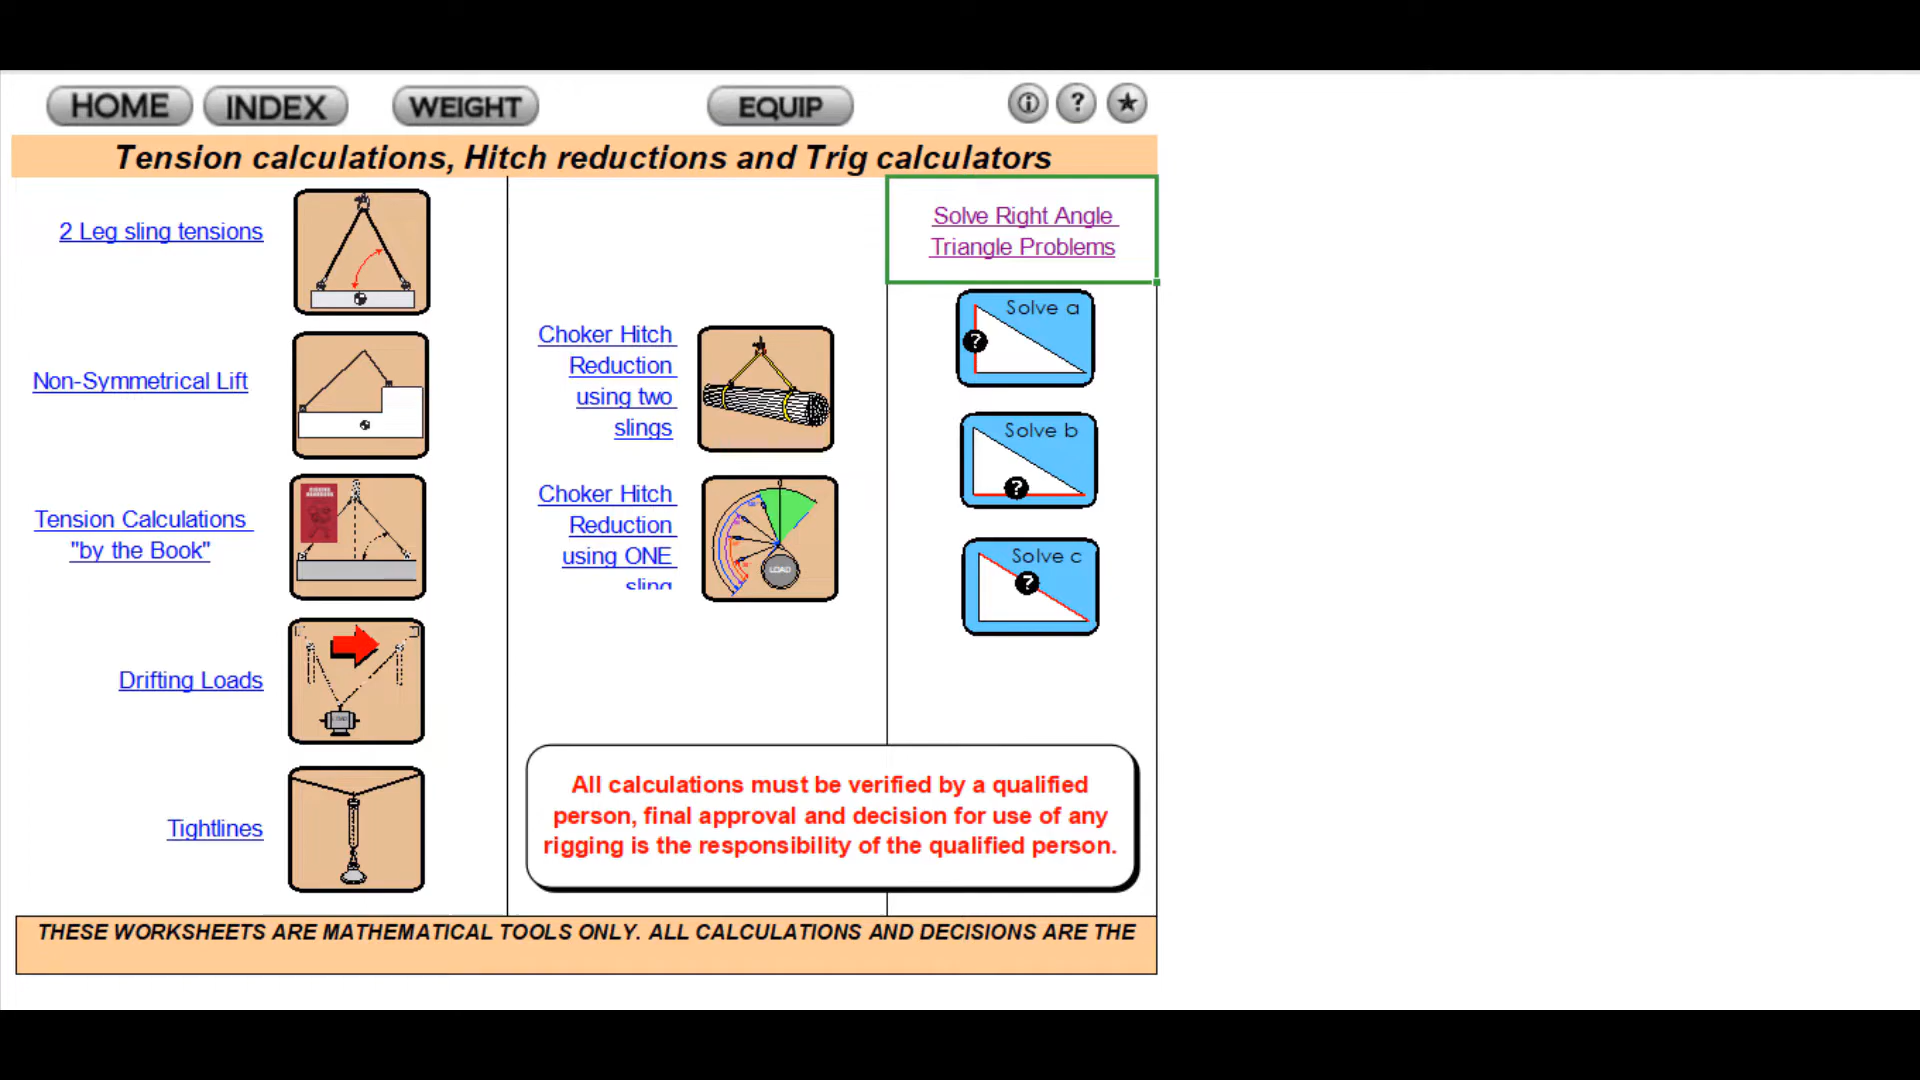 HOME INDEX WEIGHT EQUIP
Tension calculations, Hitch reductions and Trig calculators
2 Leg sling tensions
Non-Symmetrical Lift
Tension Calculations
"by the Book"
Drifting Loads
Tightlines
Choker Hitch
Reduction
using two
slings
Choker Hitch
Reduction
using ONE
sling
LOAD
Solve Right Angle
Triangle Problems
Solve a
?
Solve b
?
Solve c
?
All calculations must be verified by a qualified
person, final approval and decision for use of any
rigging is the responsibility of the qualified person.
THESE WORKSHEETS ARE MATHEMATICAL TOOLS ONLY. ALL CALCULATIONS AND DECISIONS ARE THE